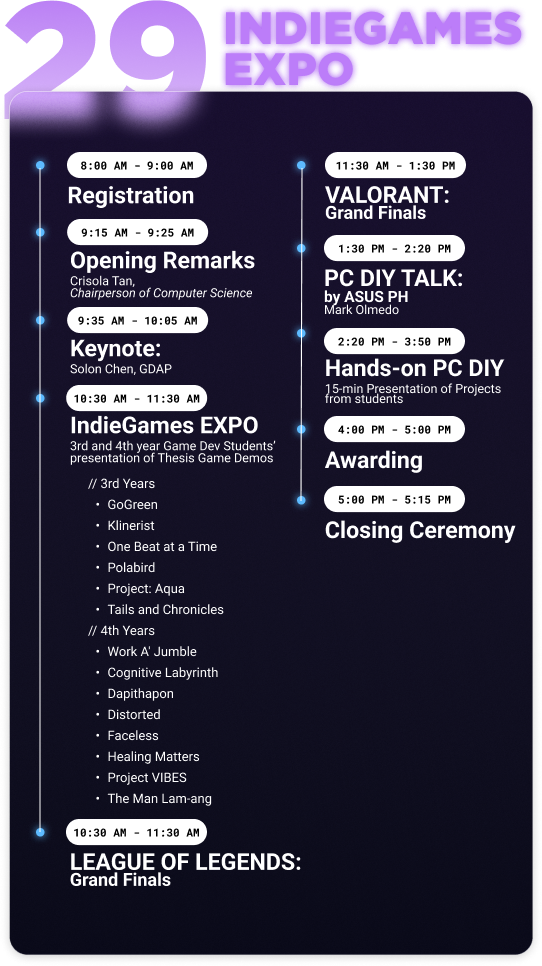 29
INDIEGAMES
EXPO
8:00 AM - 9:00 AM
Registration
9:15 AM - 9:25 AM
Opening Remarks
Crisola Tan,
Chairperson of Computer Science
9:35 AM - 10:05 AM
Keynote:
Solon Chen, GDAP
10:30 AM - 11:30 AM
IndieGames EXPO
3rd and 4th year Game Dev Students'
presentation of Thesis Game Demos
// 3rd Years
• GoGreen
• Klinerist
• One Beat at a Time
• Polabird
• Project: Aqua
• Tails and Chronicles
// 4th Years
• Work A' Jumble
• Cognitive Labyrinth
• Dapithapon
• Distorted
• Faceless
• Healing Matters
• Project VIBES
• The Man Lam-ang
10:30 AM - 11:30 AM
LEAGUE OF LEGENDS:
Grand Finals
11:30 AM - 1:30 PM
VALORANT:
Grand Finals
1:30 PM - 2:20 PM
PC DIY TALK:
by ASUS PH
Mark Olmedo
2:20 PM - 3:50 PM
Hands-on PC DIY
15-min Presentation of Projects
from students
4:00 PM - 5:00 PM
Awarding
5:00 PM - 5:15 PM
Closing Ceremony